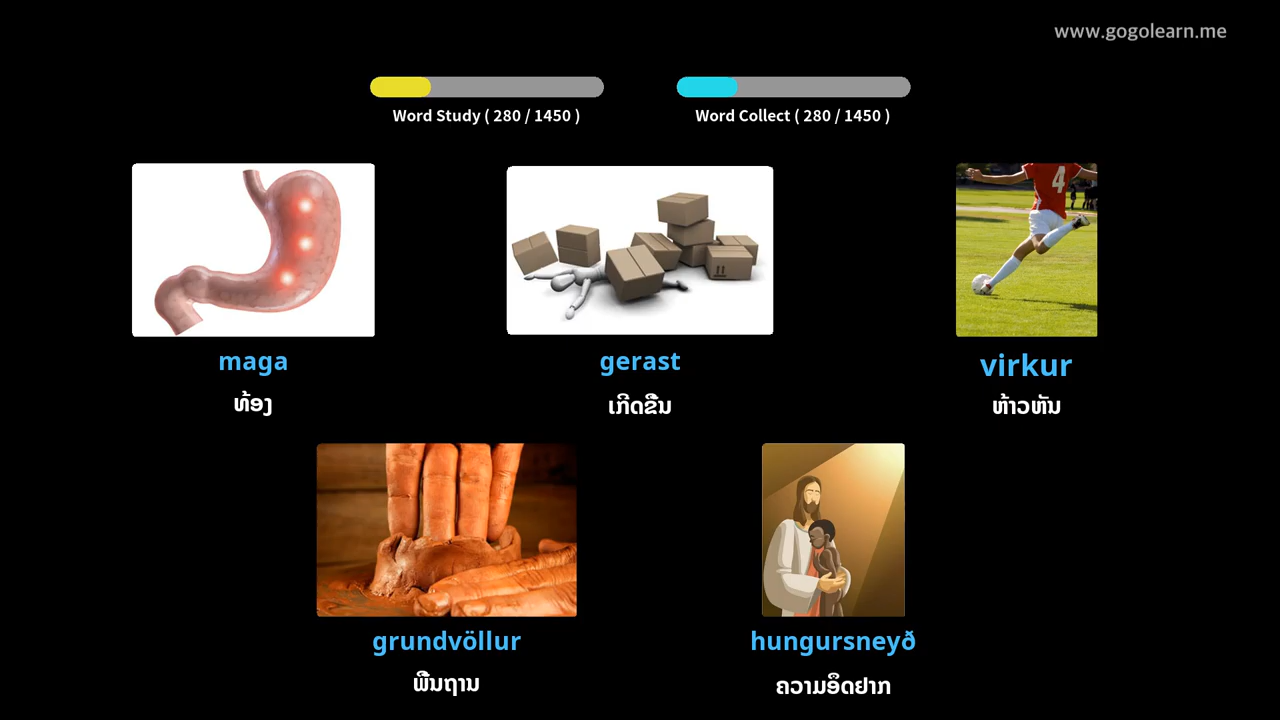 www.gogolearn.me
Word Study ( 280 / 1450 )
Word Collect ( 280 / 1450 )
4
maga
gerast
virkur
ທ້ອງ
ເກີດຂຶ້ນ
ຫ້າວຫັນ
grundvöllur
hungursneyð
ພື້ນຖານ
ຄວາມອຶດຢາກ